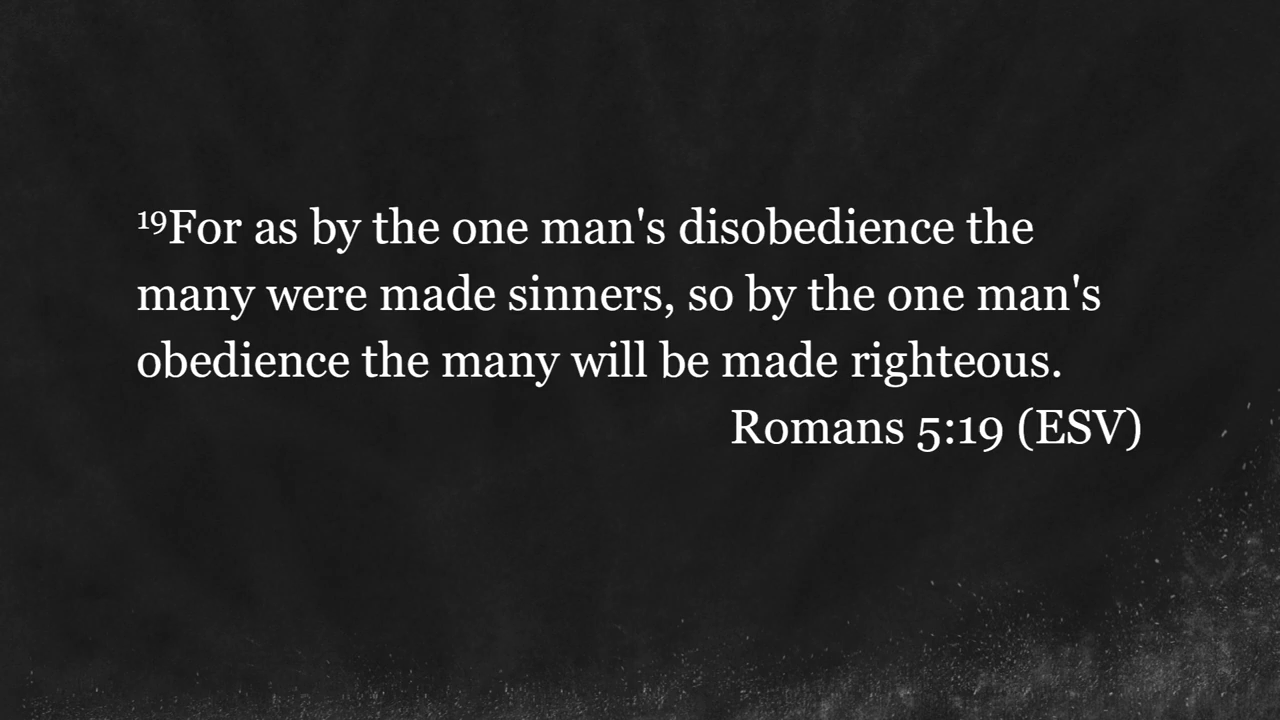 ¹⁹For as by the one man's disobedience the
many were made sinners, so by the one man's
obedience the many will be made righteous.
Romans 5:19 (ESV)